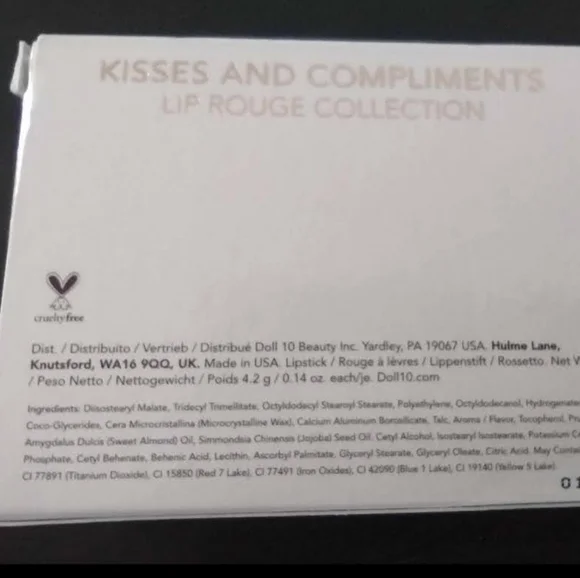 KISSES AND COMPLIMENTS
LIP ROUGE COLLECTION
crueltyfree
Dist. / Distribuito / Vertrieb / Distribué Doll 10 Beauty Inc. Yardley, PA 19067 USA. Hulme Lane,
Knutsford, WA16 9QQ, UK. Made in USA. Lipstick / Rouge à lèvres / Lippenstift / Rossetto. Net
/ Peso Netto / Nettogewicht / Poids 4.2 g / 0.14 oz. each/je. Doll10.com
Ingredients: Diisostearyl Malate, Tridecyl Trimellitate, Octyldodecyl Stearoyl Stearate, Polyethylene, Octyldodecanol,
Coco-Glycerides, Cera Microcristallina (Microcrystalline Wax), Calcium Aluminum Borosilicate, Talc, Aroma / Flavor, Tocopherol,
Amygdalus Dulcis (Sweet Almond) Oil, Simmondsia Chinensis (Jojoba) Seed Oil, Cetyl Alcohol, Isostearyl Isostearate, Potassium
Phosphate, Cetyl Behenate, Behenic Acid, Lecithin, Ascorbyl Palmitate, Glyceryl Stearate, Glyceryl Oleate, Citric Acid. May
CI 77891 (Titanium Dioxide), CI 15850 (Red 7 Lake), CI 77491 (Iron Oxides), CI 42090 (Blue 1 Lake), CI 19140 (Yellow 5 Lake).